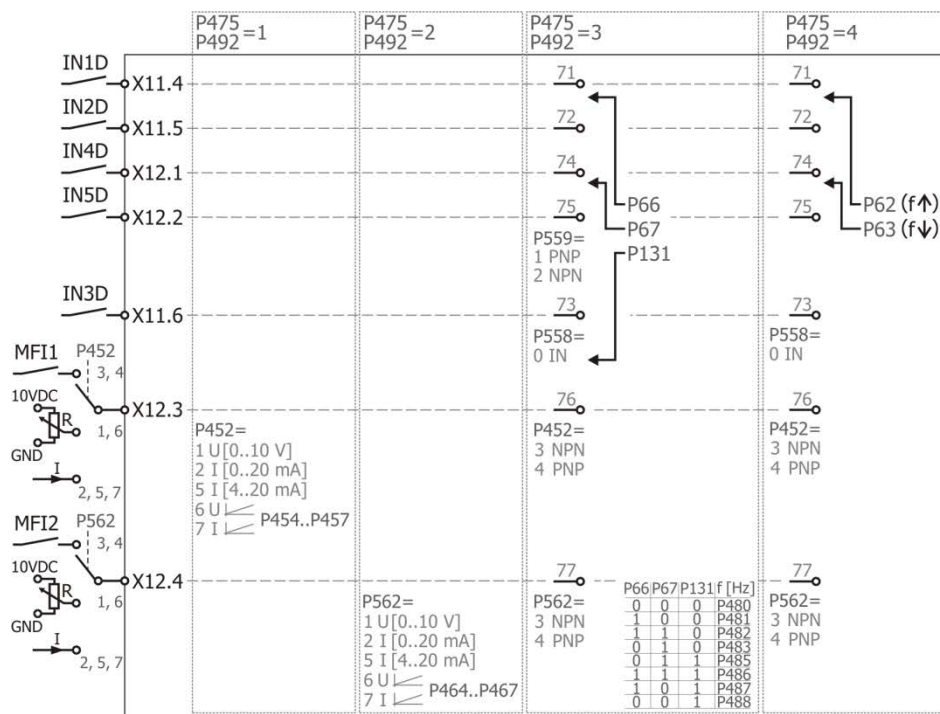 P475
P492 =1
P475
P492 =2
P475
P492 =3
P475
P492 =4
IN1D
X11.4
71
71
IN2D
X11.5
72
72
IN4D
X12.1
74
74
IN5D
X12.2
75
75
P66
P67
P131
P62 (f↑)
P63 (f↓)
P559=
1 PNP
2 NPN
IN3D
X11.6
73
73
P558=
0 IN
P558=
0 IN
MFI1
P452
3, 4
10VDC
R
1, 6
GND
I
2, 5, 7
X12.3
76
76
P452=
1 U[0..10 V]
2 I [0..20 mA]
5 I [4..20 mA]
6 U
7 I
P454..P457
P452=
3 NPN
4 PNP
P452=
3 NPN
4 PNP
MFI2
P562
3, 4
10VDC
R
1, 6
GND
I
2, 5, 7
X12.4
77
77
P562=
1 U[0..10 V]
2 I [0..20 mA]
5 I [4..20 mA]
6 U
7 I
P464..P467
P562=
3 NPN
4 PNP
P66 P67 P131 f [Hz]
0 0 0 P480
1 0 0 P481
1 1 0 P482
0 1 0 P483
0 1 1 P485
1 1 1 P486
1 0 1 P487
0 0 1 P488
P562=
3 NPN
4 PNP